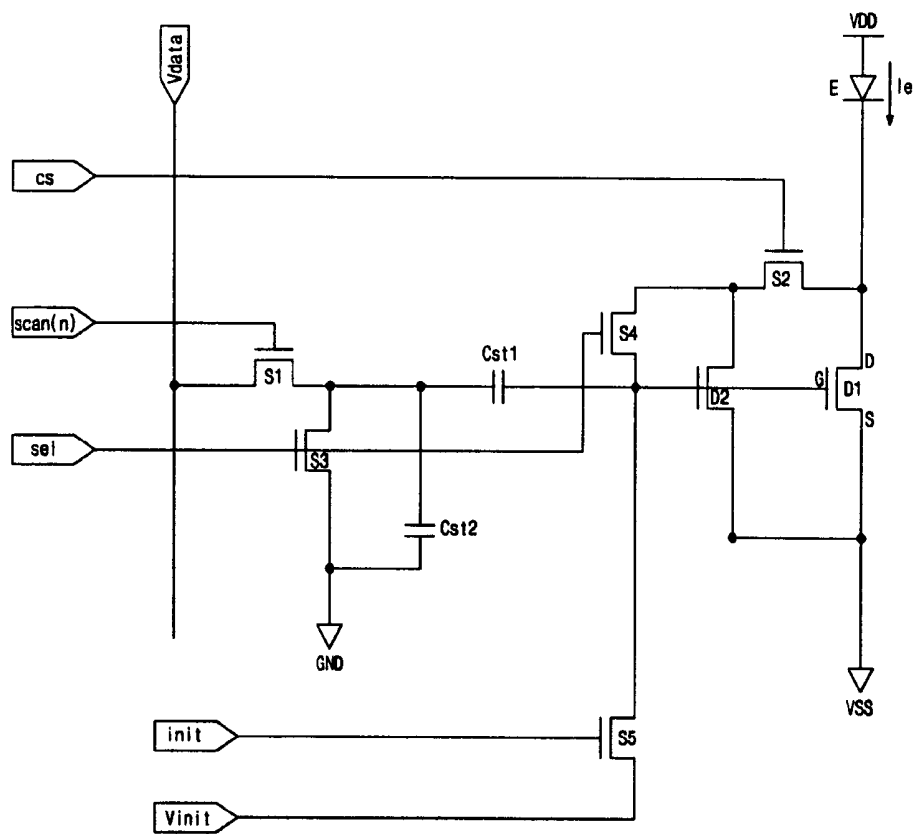 Vdata
VDD
E
Ie
cs
S2
scan(n)
S4
Cst1
S1
D
G
D1
D2
S
sel
S3
Cst2
GND
VSS
init
S5
Vinit